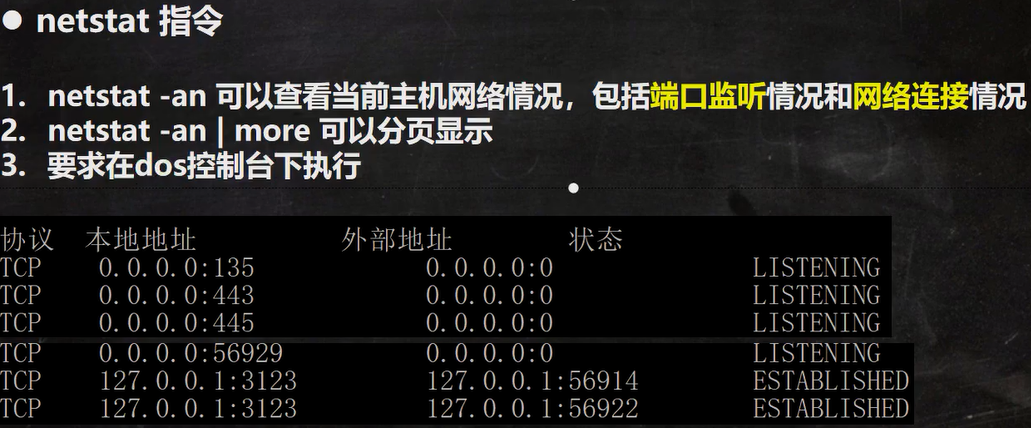 ● netstat 指令
1. netstat -an 可以查看当前主机网络情况，包括端口监听情况和网络连接情况
2. netstat -an | more 可以分页显示
3. 要求在dos控制台下执行
协议 本地地址 外部地址 状态
TCP 0.0.0.0:135 0.0.0.0:0 LISTENING
TCP 0.0.0.0:443 0.0.0.0:0 LISTENING
TCP 0.0.0.0:445 0.0.0.0:0 LISTENING
TCP 0.0.0.0:56929 0.0.0.0:0 LISTENING
TCP 127.0.0.1:3123 127.0.0.1:56914 ESTABLISHED
TCP 127.0.0.1:3123 127.0.0.1:56922 ESTABLISHED